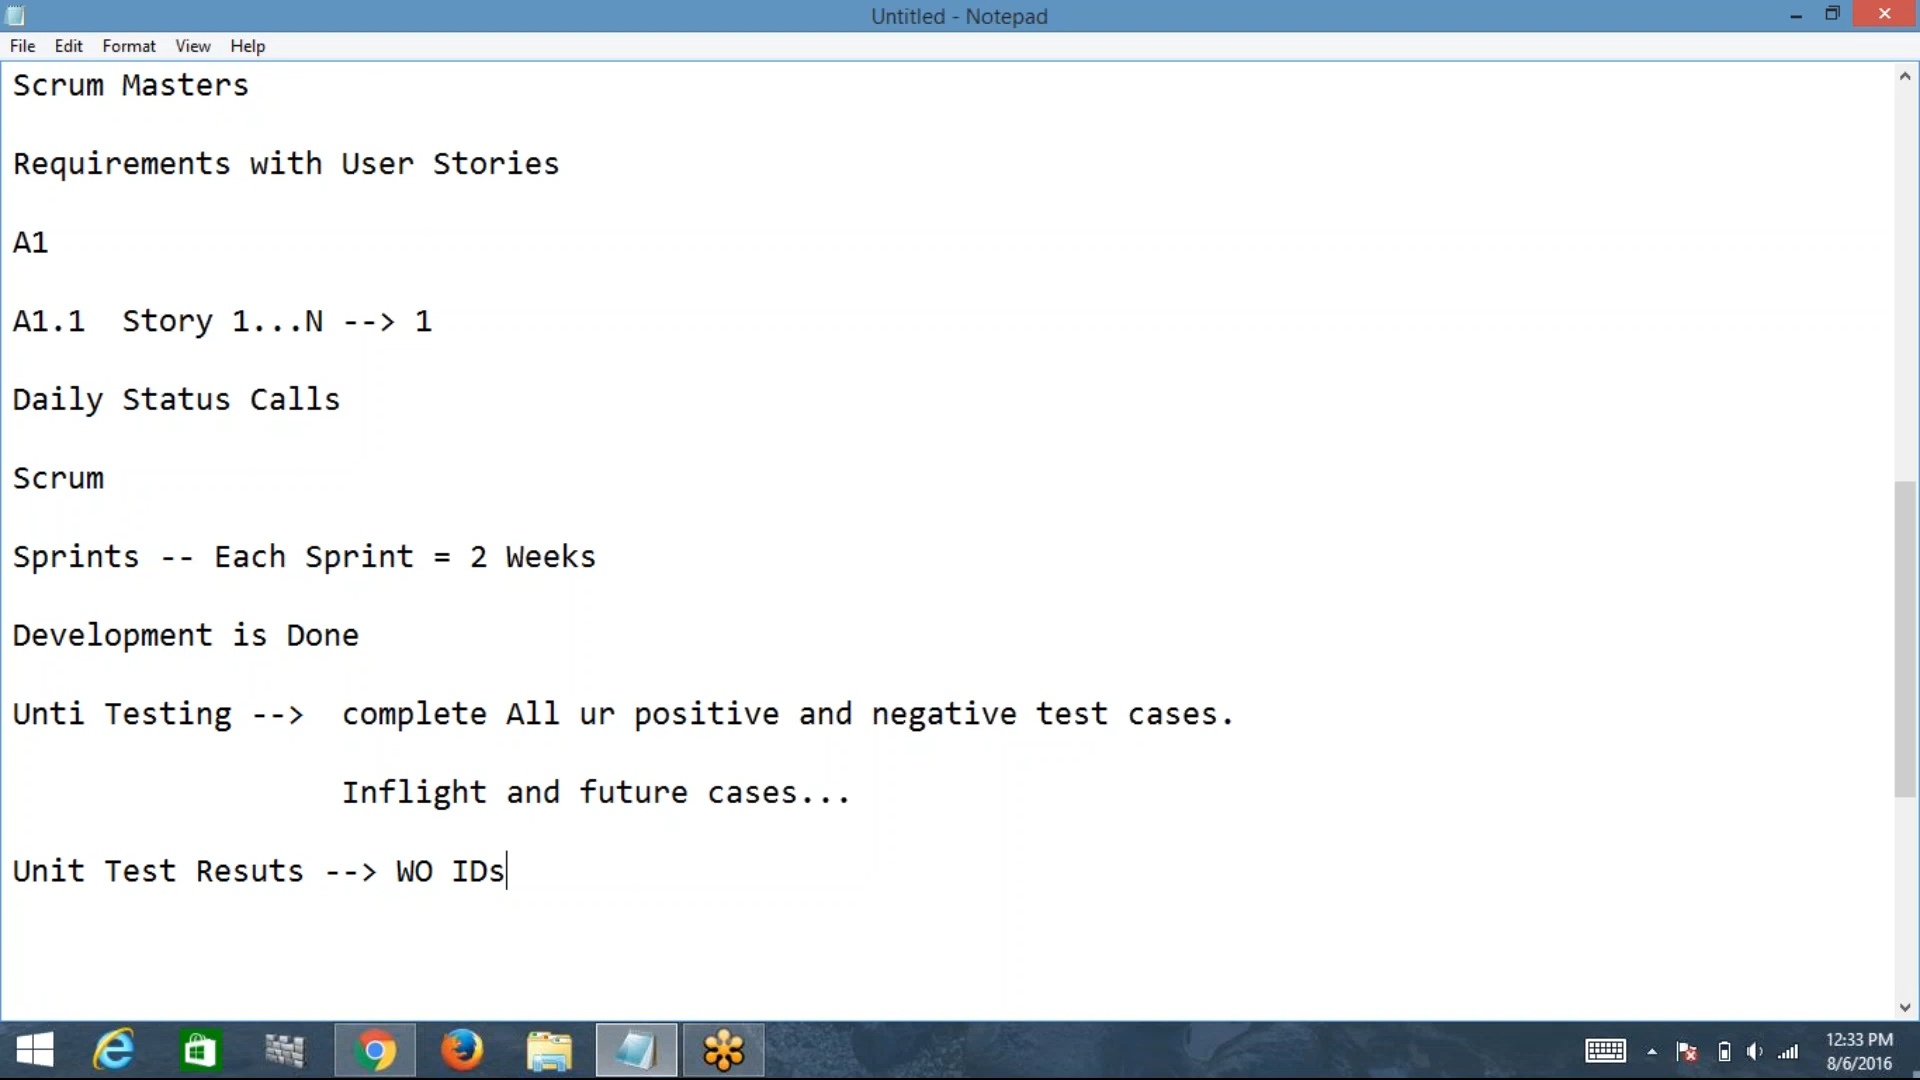 Untitled - Notepad
File Edit Format View Help
Scrum Masters
Requirements with User Stories
A1
A1.1  Story 1...N --> 1
Daily Status Calls
Scrum
Sprints -- Each Sprint = 2 Weeks
Development is Done
Unti Testing -->  complete All ur positive and negative test cases.
Inflight and future cases...
Unit Test Resuts --> WO IDs
12:33 PM
8/6/2016